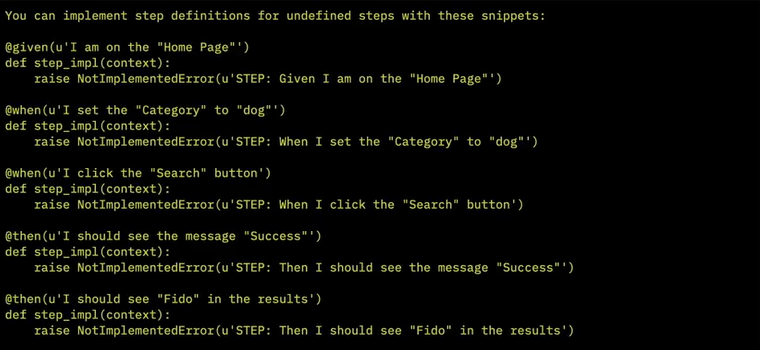 You can implement step definitions for undefined steps with these snippets:

@given(u'I am on the "Home Page"')
def step_impl(context):
    raise NotImplementedError(u'STEP: Given I am on the "Home Page"')

@when(u'I set the "Category" to "dog"')
def step_impl(context):
    raise NotImplementedError(u'STEP: When I set the "Category" to "dog"')

@when(u'I click the "Search" button')
def step_impl(context):
    raise NotImplementedError(u'STEP: When I click the "Search" button')

@then(u'I should see the message "Success"')
def step_impl(context):
    raise NotImplementedError(u'STEP: Then I should see the message "Success"')

@then(u'I should see "Fido" in the results')
def step_impl(context):
    raise NotImplementedError(u'STEP: Then I should see "Fido" in the results')